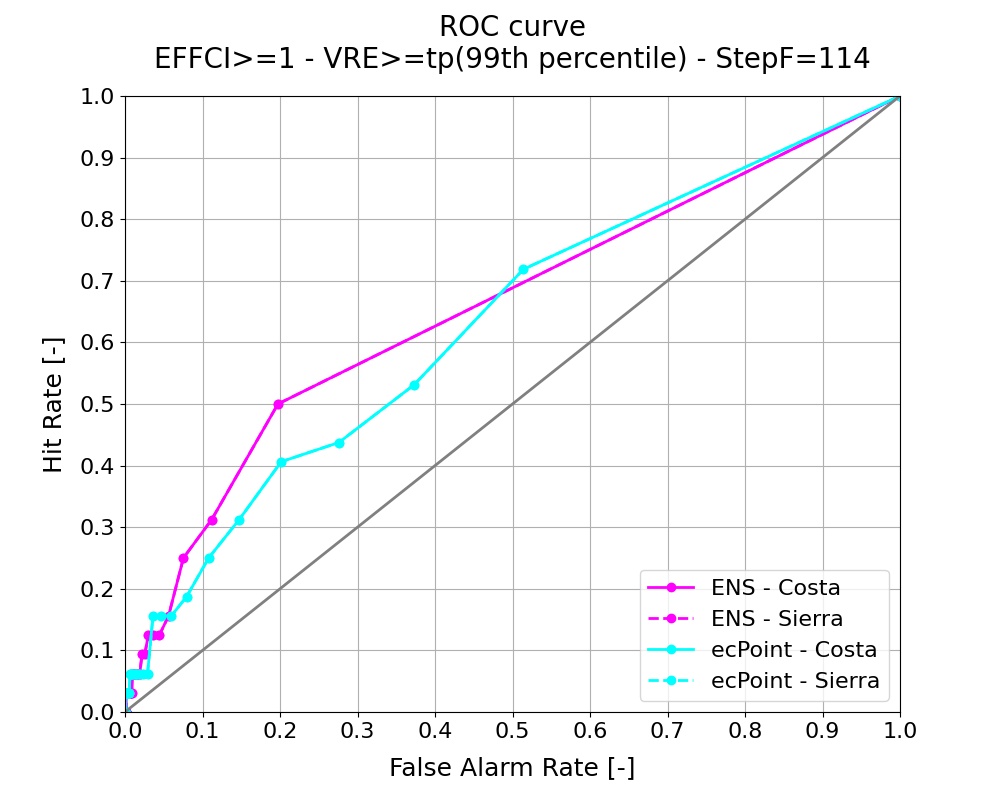 ROC curve
EFFCI>=1 - VRE>=tp(99th percentile) - StepF=114
1.0
0.9
0.8
0.7
0.6
0.5
0.4
0.3
0.2
0.1
0.0
Hit Rate [-]
ENS - Costa
ENS - Sierra
ecPoint - Costa
ecPoint - Sierra
0.0 0.1 0.2 0.3 0.4 0.5 0.6 0.7 0.8 0.9 1.0
False Alarm Rate [-]